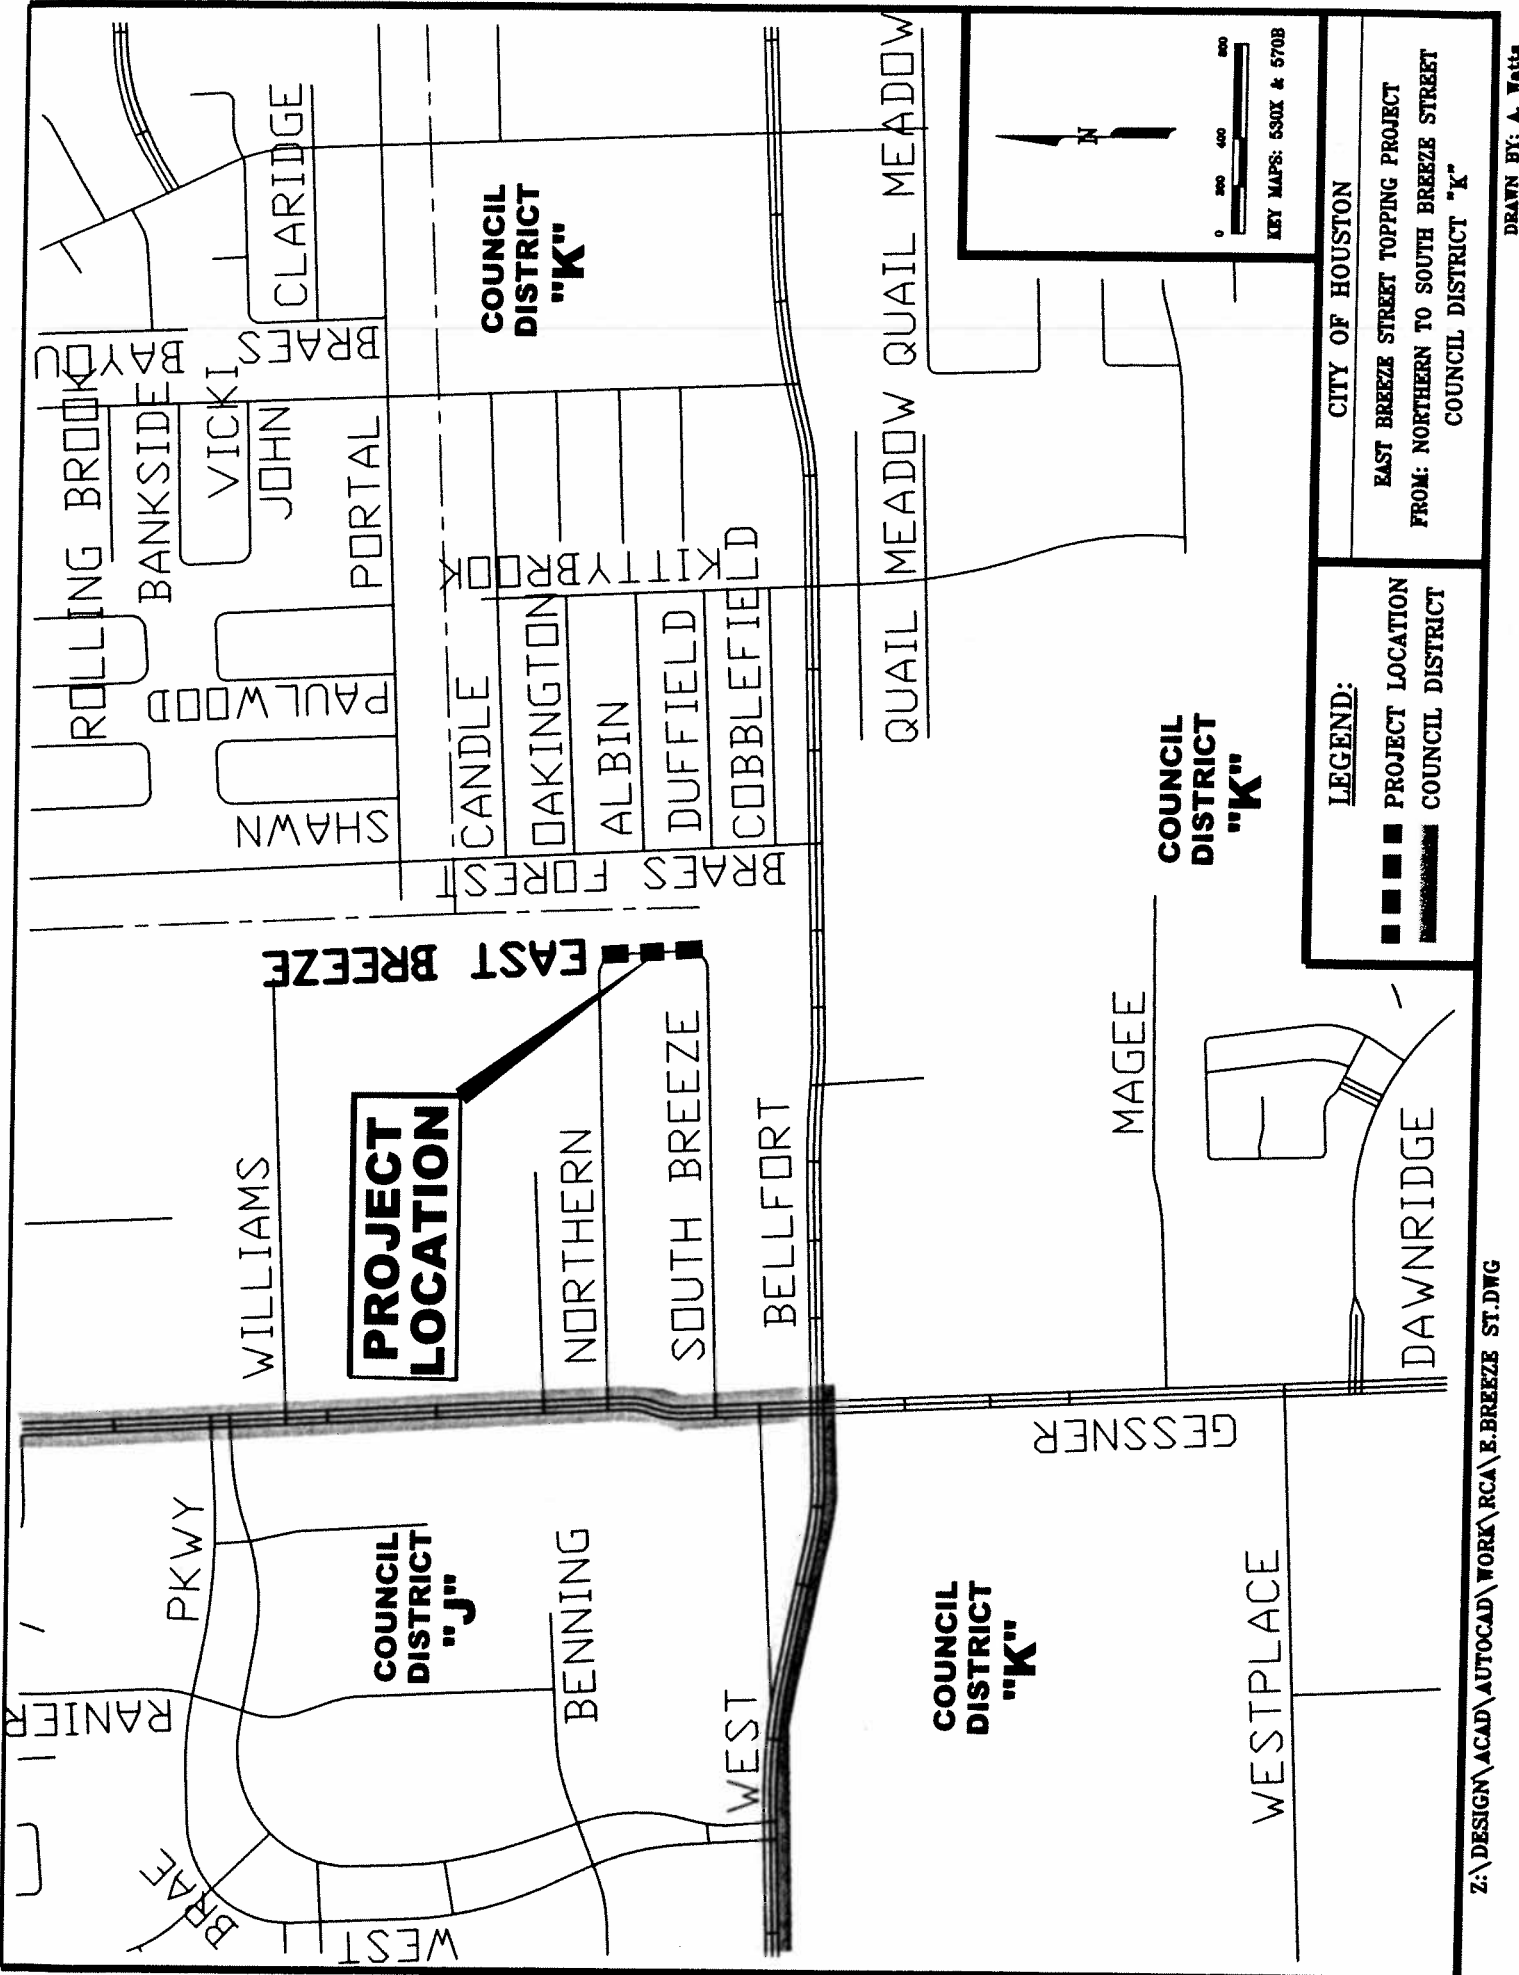 WILLIAMS
PROJECT
LOCATION
NORTHERN
SOUTH BREEZE
BELLFORT
EAST BREEZE
ROLLING BROOK
BANKSIDE
VICKI
JOHN
PORTAL
BAYOU
BRAES
CLARIDGE
PAULWOOD
SHAWN
CANDLE
OAKINGTON
ALBIN
DUFFIELD
COBBLEFIELD
KITTYBROOK
BRAES FOREST
COUNCIL
DISTRICT
"K"
QUAIL MEADOW QUAIL MEADOW
COUNCIL
DISTRICT
"K"
MAGEE
DAWNRIDGE
GESSNER
RANIER
PKWY
BRAE
WEST
COUNCIL
DISTRICT
"J"
BENNING
WEST
COUNCIL
DISTRICT
"K"
WESTPLACE
N
0 200 400 800
KEY MAPS: 530X & 570B
LEGEND:
PROJECT LOCATION
COUNCIL DISTRICT
CITY OF HOUSTON
EAST BREEZE STREET TOPPING PROJECT
FROM: NORTHERN TO SOUTH BREEZE STREET
COUNCIL DISTRICT "K"
Z:\DESIGN\ACAD\AUTOCAD\WORK\RCA\E.BREEZE ST.DWG
DRAWN BY: A. Watts